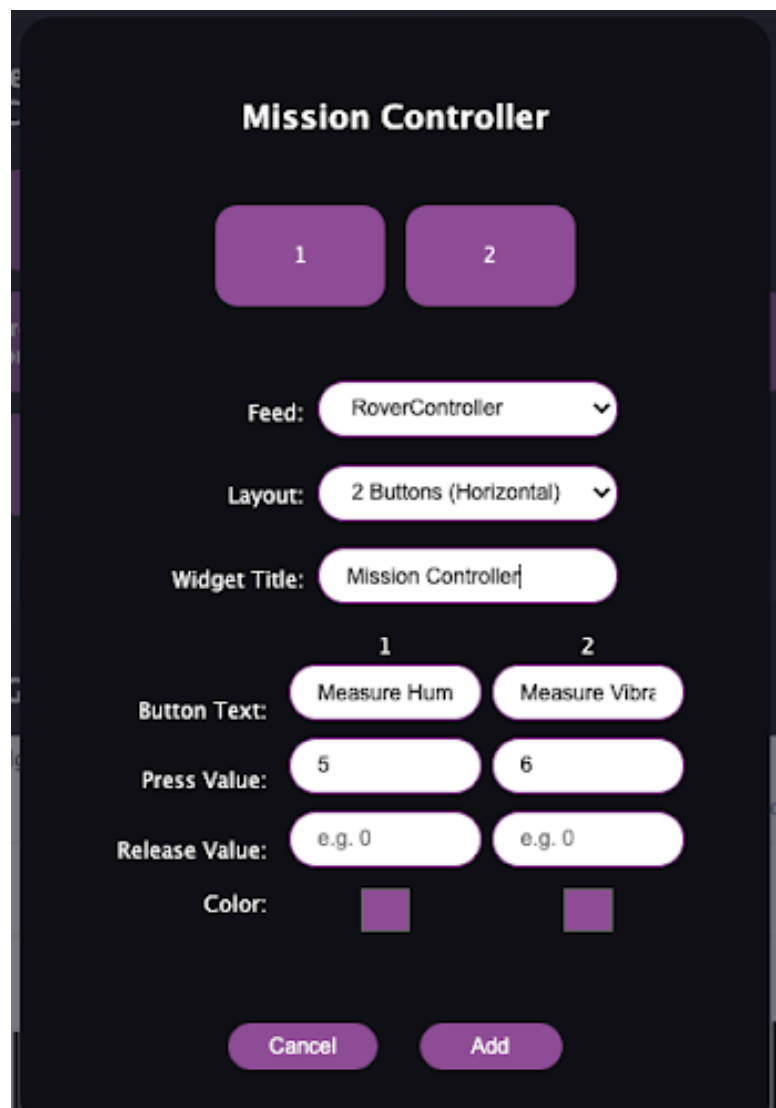 Mission Controller
1 2
Feed: RoverController
Layout: 2 Buttons (Horizontal)
Widget Title: Mission Controller
1 2
Button Text: Measure Hum Measure Vibra
Press Value: 5 6
Release Value: e.g. 0 e.g. 0
Color:
Cancel Add